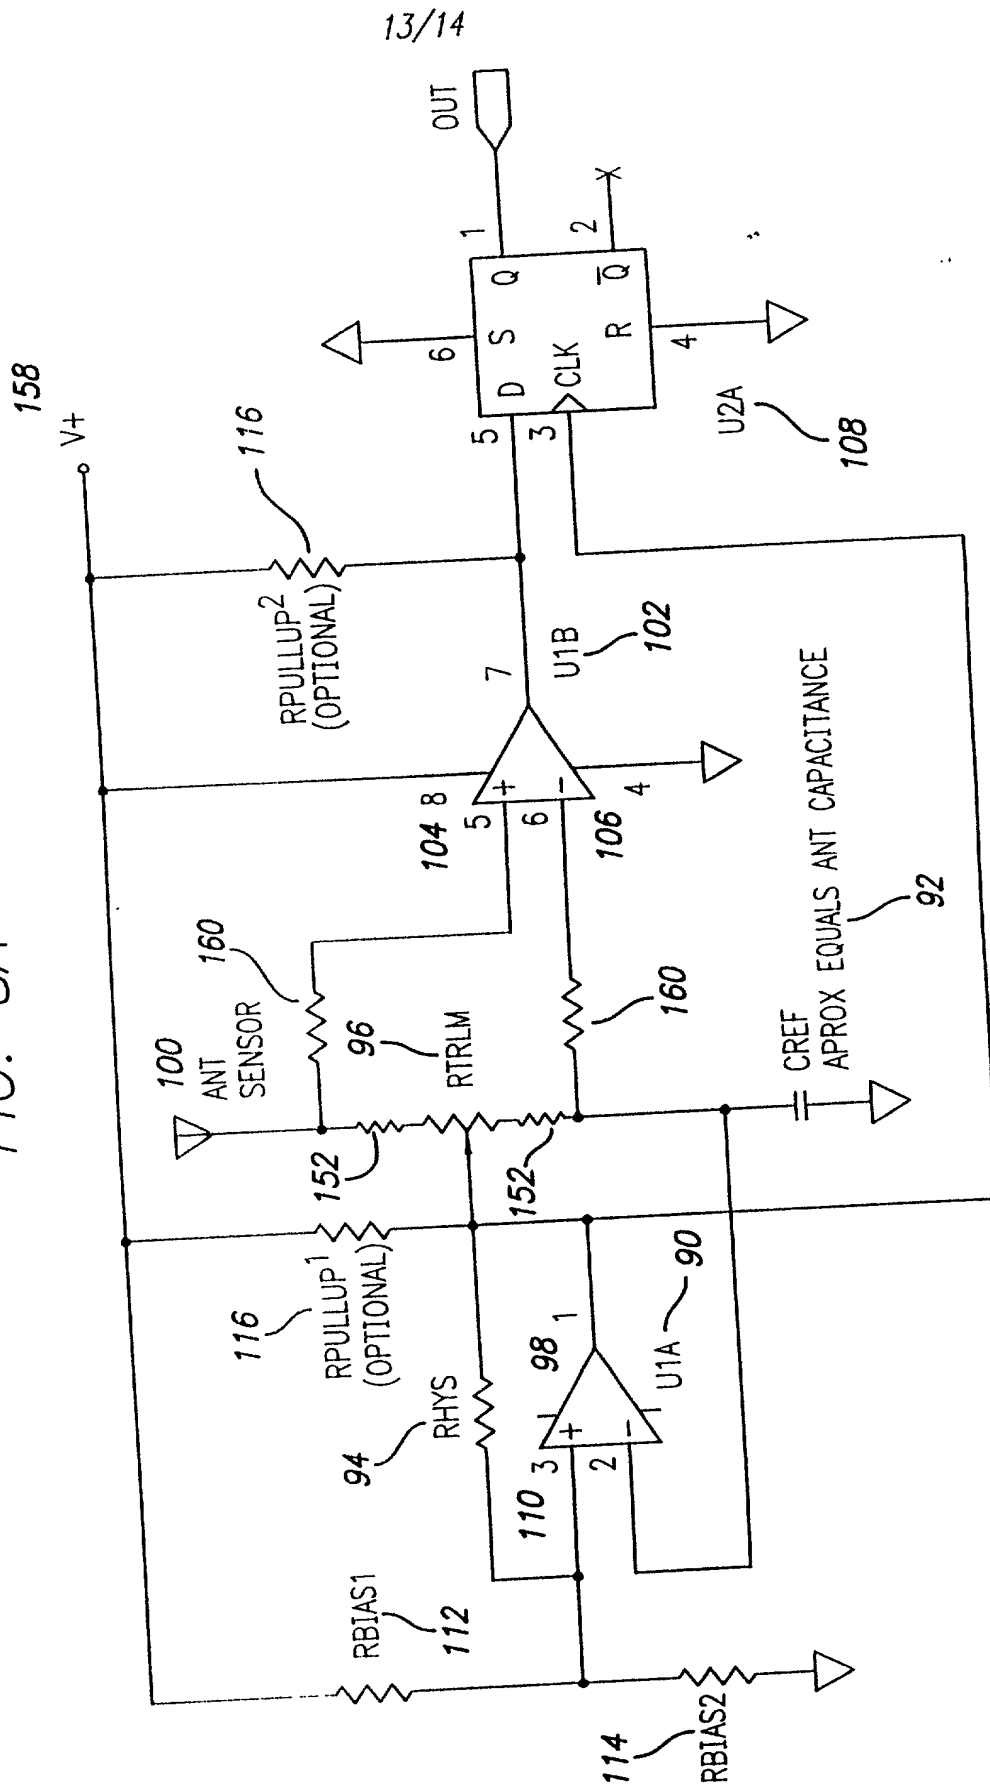 13/14
158
V+
116
RPULLUP2
(OPTIONAL)
OUT
1
2
6
4
5
3
D
S
Q
CLK
R
Q
U2A
108
7
U1B
102
104
8
5
+
6
-
4
106
160
160
100
ANT
SENSOR
96
RTRLM
152
152
CREF
APROX EQUALS ANT CAPACITANCE
92
116
RPULLUP1
(OPTIONAL)
94
RHYS
98
1
U1A
90
110
3
+
2
-
RBIAS1
112
114
RBIAS2